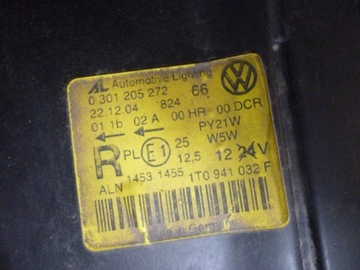 AL Automotive Lighting
0 301 205 272 66
22.12.04 824
01 1b 02 A 00 HR 00 DCR
PY21W
W5W
R PL E1 25
12,5 12 24V
1453 1455
ALN 1T0 941 032 F
Germany